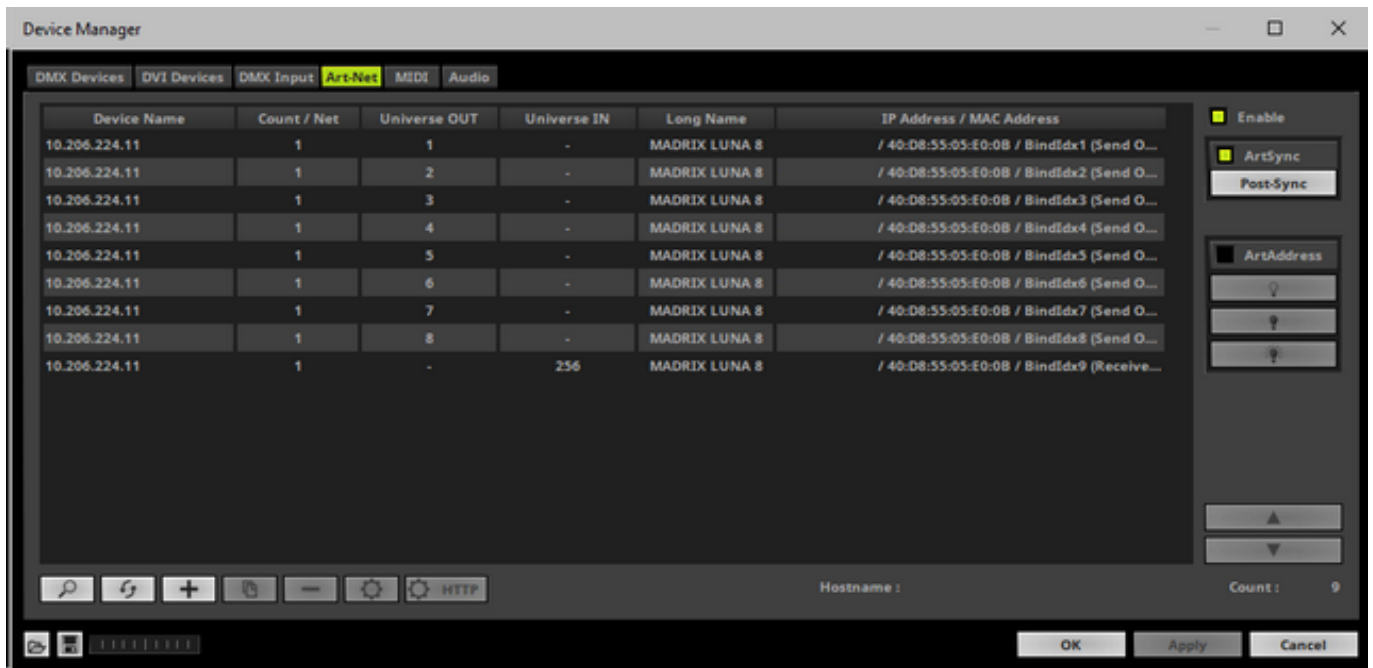 Device Manager
DMX Devices DVI Devices DMX Input Art-Net MIDI Audio
Device Name Count / Net Universe OUT Universe IN Long Name IP Address / MAC Address Enable
10.206.224.11 1 1 - MADRIX LUNA 8 / 40:D8:55:05:E0:0B / BindIdx1 (Send O... ArtSync
10.206.224.11 1 2 - MADRIX LUNA 8 / 40:D8:55:05:E0:0B / BindIdx2 (Send O... Post-Sync
10.206.224.11 1 3 - MADRIX LUNA 8 / 40:D8:55:05:E0:0B / BindIdx3 (Send O...
10.206.224.11 1 4 - MADRIX LUNA 8 / 40:D8:55:05:E0:0B / BindIdx4 (Send O...
10.206.224.11 1 5 - MADRIX LUNA 8 / 40:D8:55:05:E0:0B / BindIdx5 (Send O... ArtAddress
10.206.224.11 1 6 - MADRIX LUNA 8 / 40:D8:55:05:E0:0B / BindIdx6 (Send O...
10.206.224.11 1 7 - MADRIX LUNA 8 / 40:D8:55:05:E0:0B / BindIdx7 (Send O...
10.206.224.11 1 8 - MADRIX LUNA 8 / 40:D8:55:05:E0:0B / BindIdx8 (Send O...
10.206.224.11 1 - 256 MADRIX LUNA 8 / 40:D8:55:05:E0:0B / BindIdx9 (Receive...
HTTP Hostname : Count : 9
OK Apply Cancel